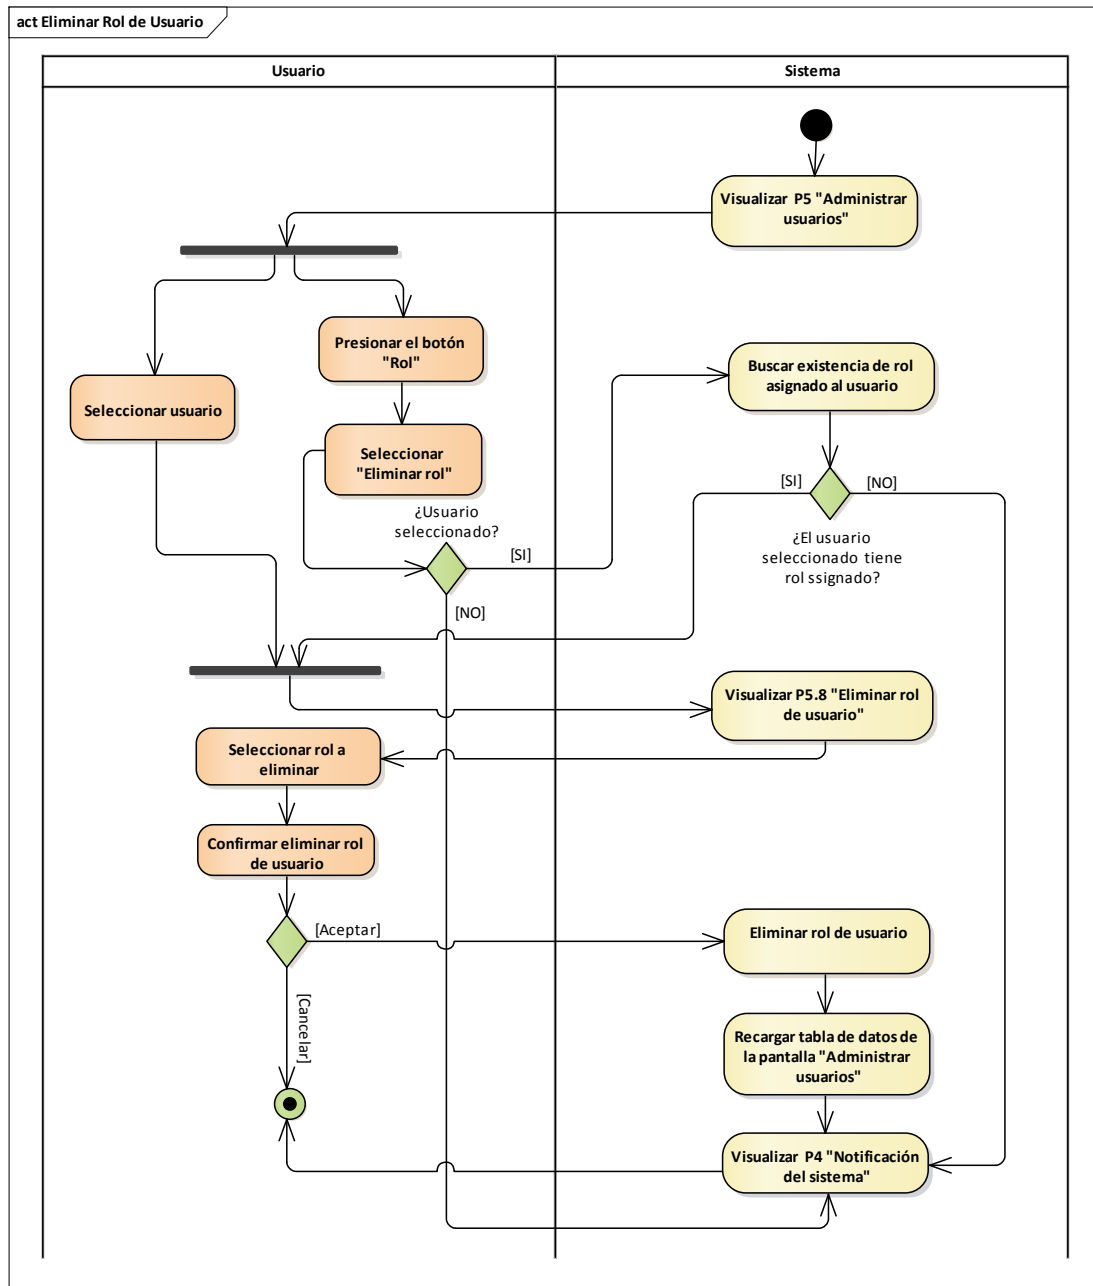 act Eliminar Rol de Usuario
Usuario
Sistema
Visualizar P5 "Administrar
usuarios"
Presionar el botón
"Rol"
Seleccionar usuario
Seleccionar
"Eliminar rol"
Buscar existencia de rol
asignado al usuario
[SI]
[NO]
¿El usuario
seleccionado tiene
rol ssignado?
¿Usuario
seleccionado?
[SI]
[NO]
Visualizar P5.8 "Eliminar rol
de usuario"
Seleccionar rol a
eliminar
Confirmar eliminar rol
de usuario
[Aceptar]
[Cancelar]
Eliminar rol de usuario
Recargar tabla de datos de
la pantalla "Administrar
usuarios"
Visualizar P4 "Notificación
del sistema"